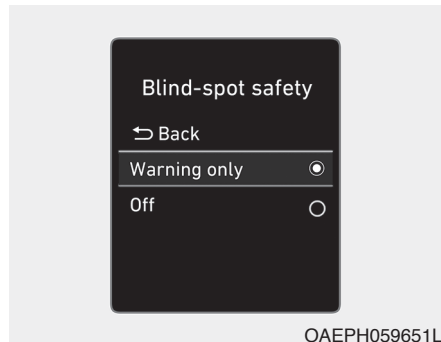 Blind-spot safety
Back
Warning only
Off
OAEPH059651L